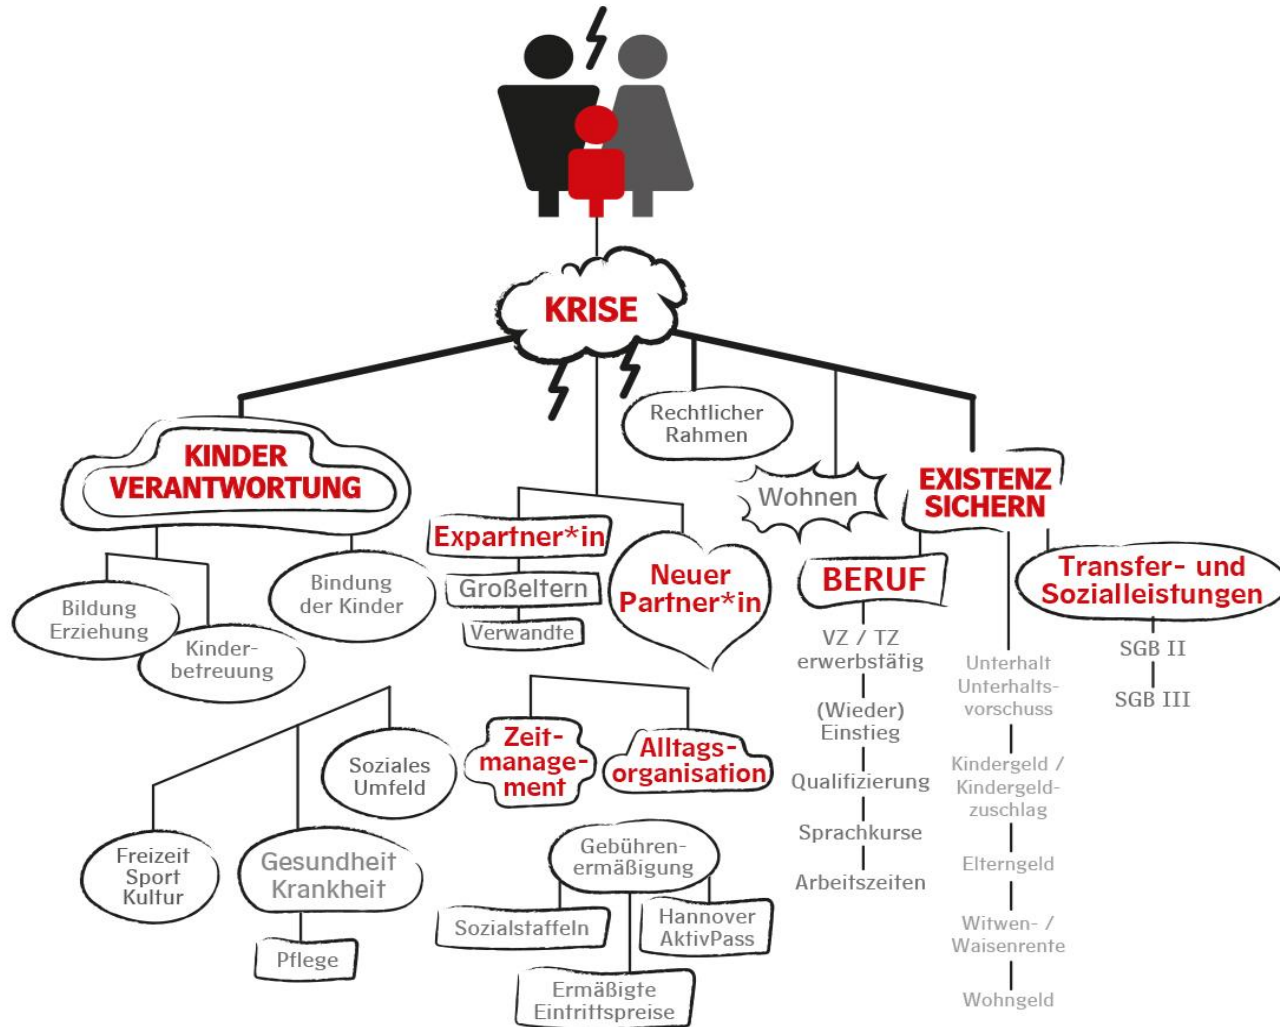 KRISE
Rechtlicher
Rahmen
KINDER
VERANTWORTUNG
Wohnen
EXISTENZ
SICHERN
Expartner*in
Großeltern
Verwandte
Neuer
Partner*in
BERUF
Transfer- und
Sozialleistungen
Bildung
Erziehung
Kinder-
betreuung
Bindung
der Kinder
VZ / TZ
erwerbstätig
(Wieder)
Einstieg
Qualifizierung
Sprachkurse
Arbeitszeiten
Unterhalt
Unterhalts-
vorschuss
Kindergeld /
Kindergeld-
zuschlag
Elterngeld
Witwen- /
Waisenrente
Wohngeld
SGB II
SGB III
Soziales
Umfeld
Zeit-
manage-
ment
Alltags-
organisation
Freizeit
Sport
Kultur
Gesundheit
Krankheit
Pflege
Gebühren-
ermäßigung
Sozialstaffeln
Hannover
AktivPass
Ermäßigte
Eintrittspreise